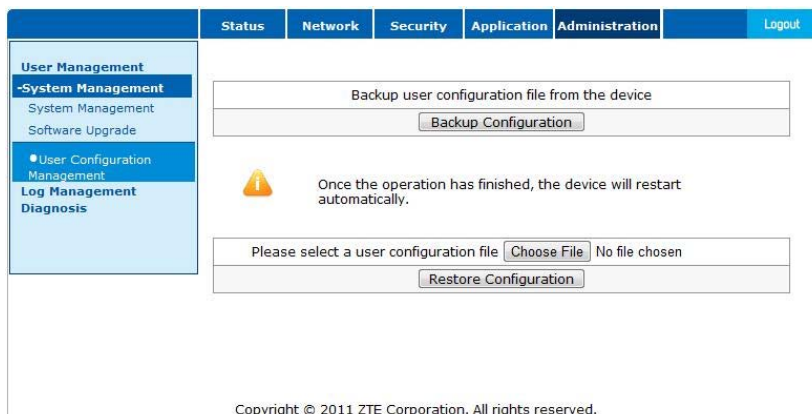 Status Network Security Application Administration Logout
User Management
-System Management
System Management
Software Upgrade
User Configuration
Management
Log Management
Diagnosis
Backup user configuration file from the device
Backup Configuration
Once the operation has finished, the device will restart
automatically.
Please select a user configuration file Choose File No file chosen
Restore Configuration
Copyright © 2011 ZTE Corporation. All rights reserved.